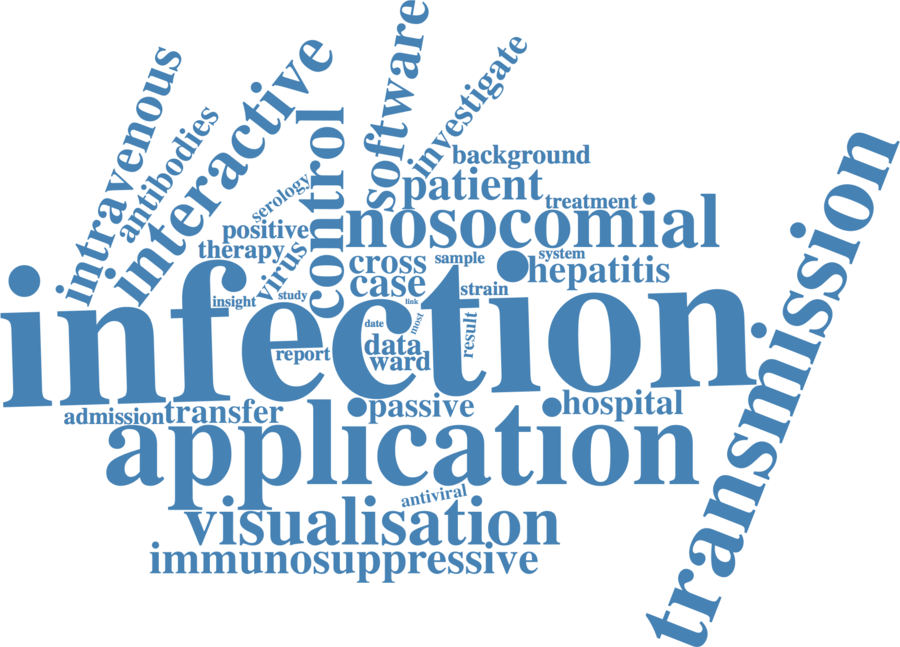 software
intravenous
interactive
investigate
antibodies
control
background
transmission
patient
serology
treatment
nosocomial
positive
therapy
virus
cross
sample
system
hepatitis
case
strain
insight
study
link
infection
date
most
result
data
report
ward
admission
transfer
passive
hospital
application
antiviral
visualisation
immunosuppressive